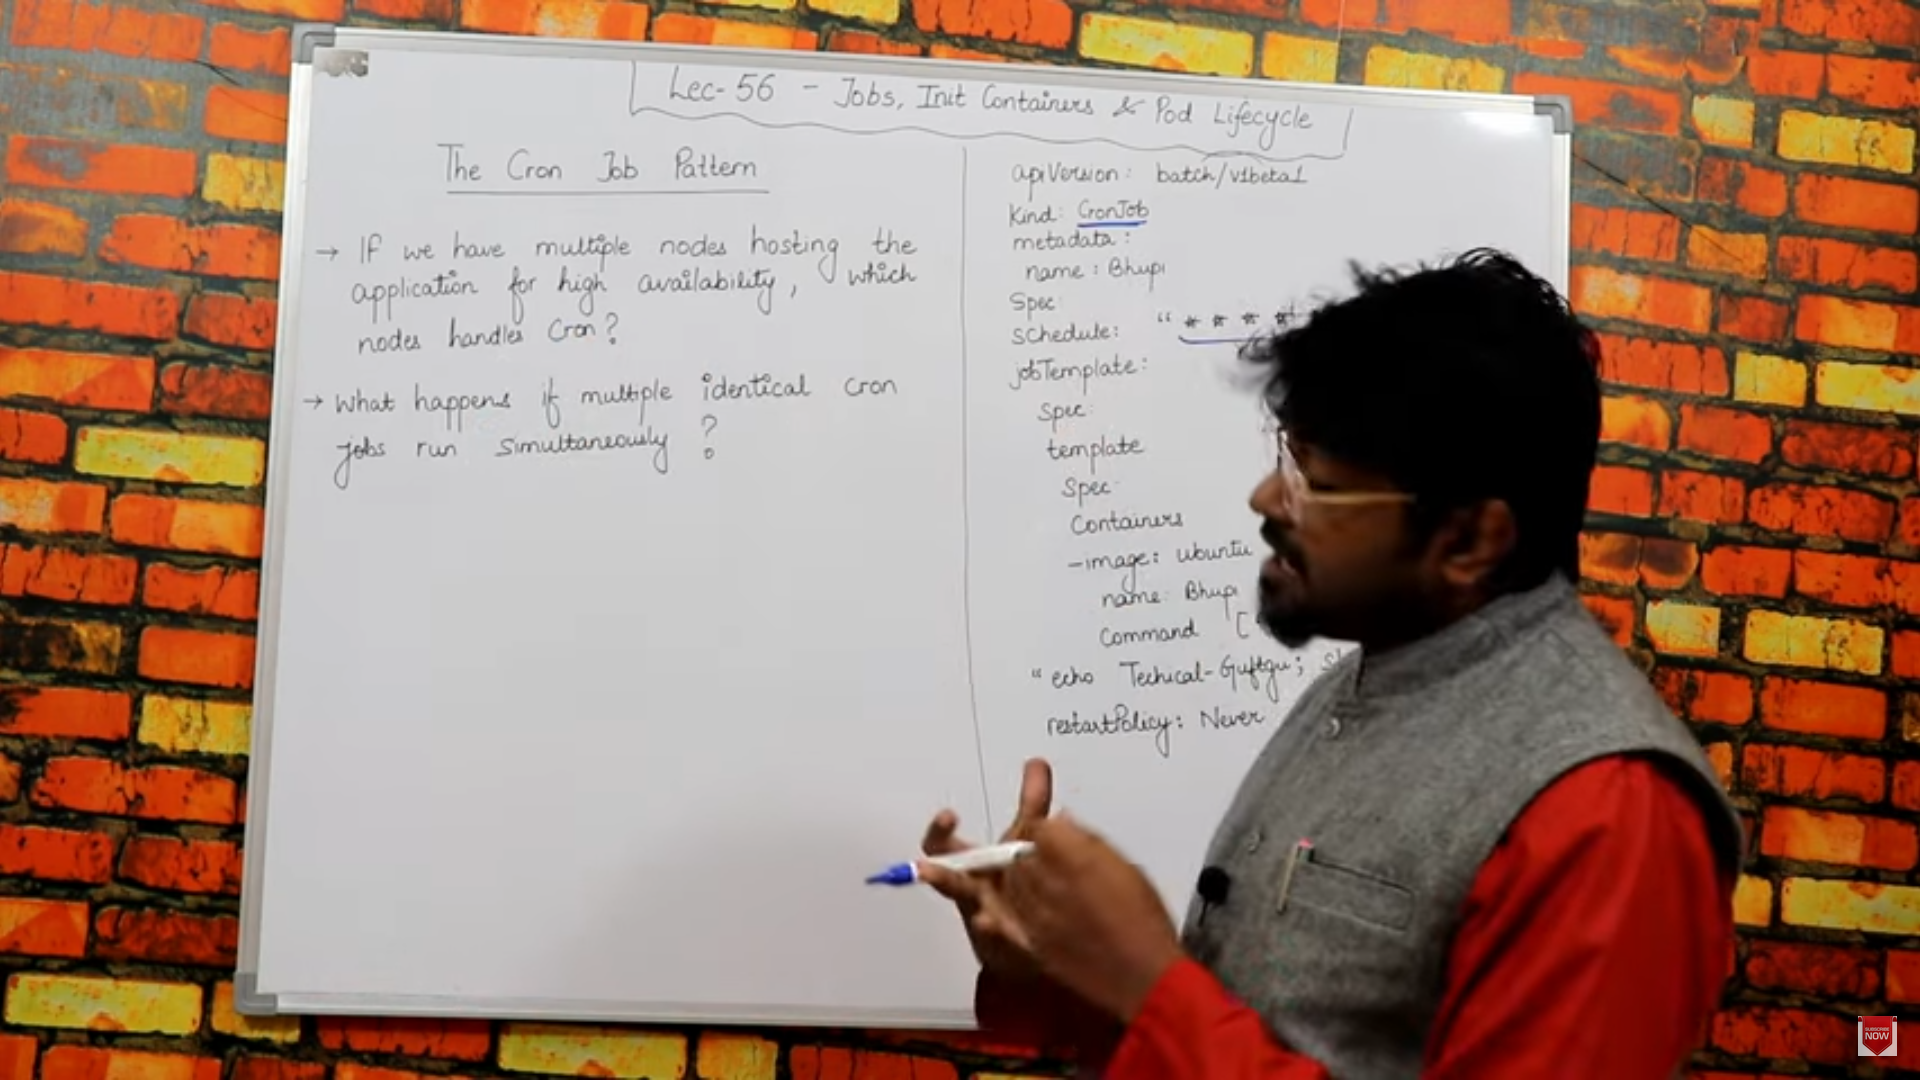 Lec-56 - Jobs, Init Containers & Pod Lifecycle
The Cron Job Pattern
→ If we have multiple nodes hosting the
application for high availability, which
nodes handles Cron?
→ What happens if multiple identical cron
jobs run simultaneously ?
apiVersion: batch/v1beta1
Kind: CronJob
metadata:
name: Bhupi
Spec
schedule: "* * * *
jobTemplate:
Spec:
template
Spec
Containers
-image: ubuntu
name: Bhupi
Command [
"echo Techical-Guftgu;
restartPolicy: Never
SUBSCRIBE
NOW